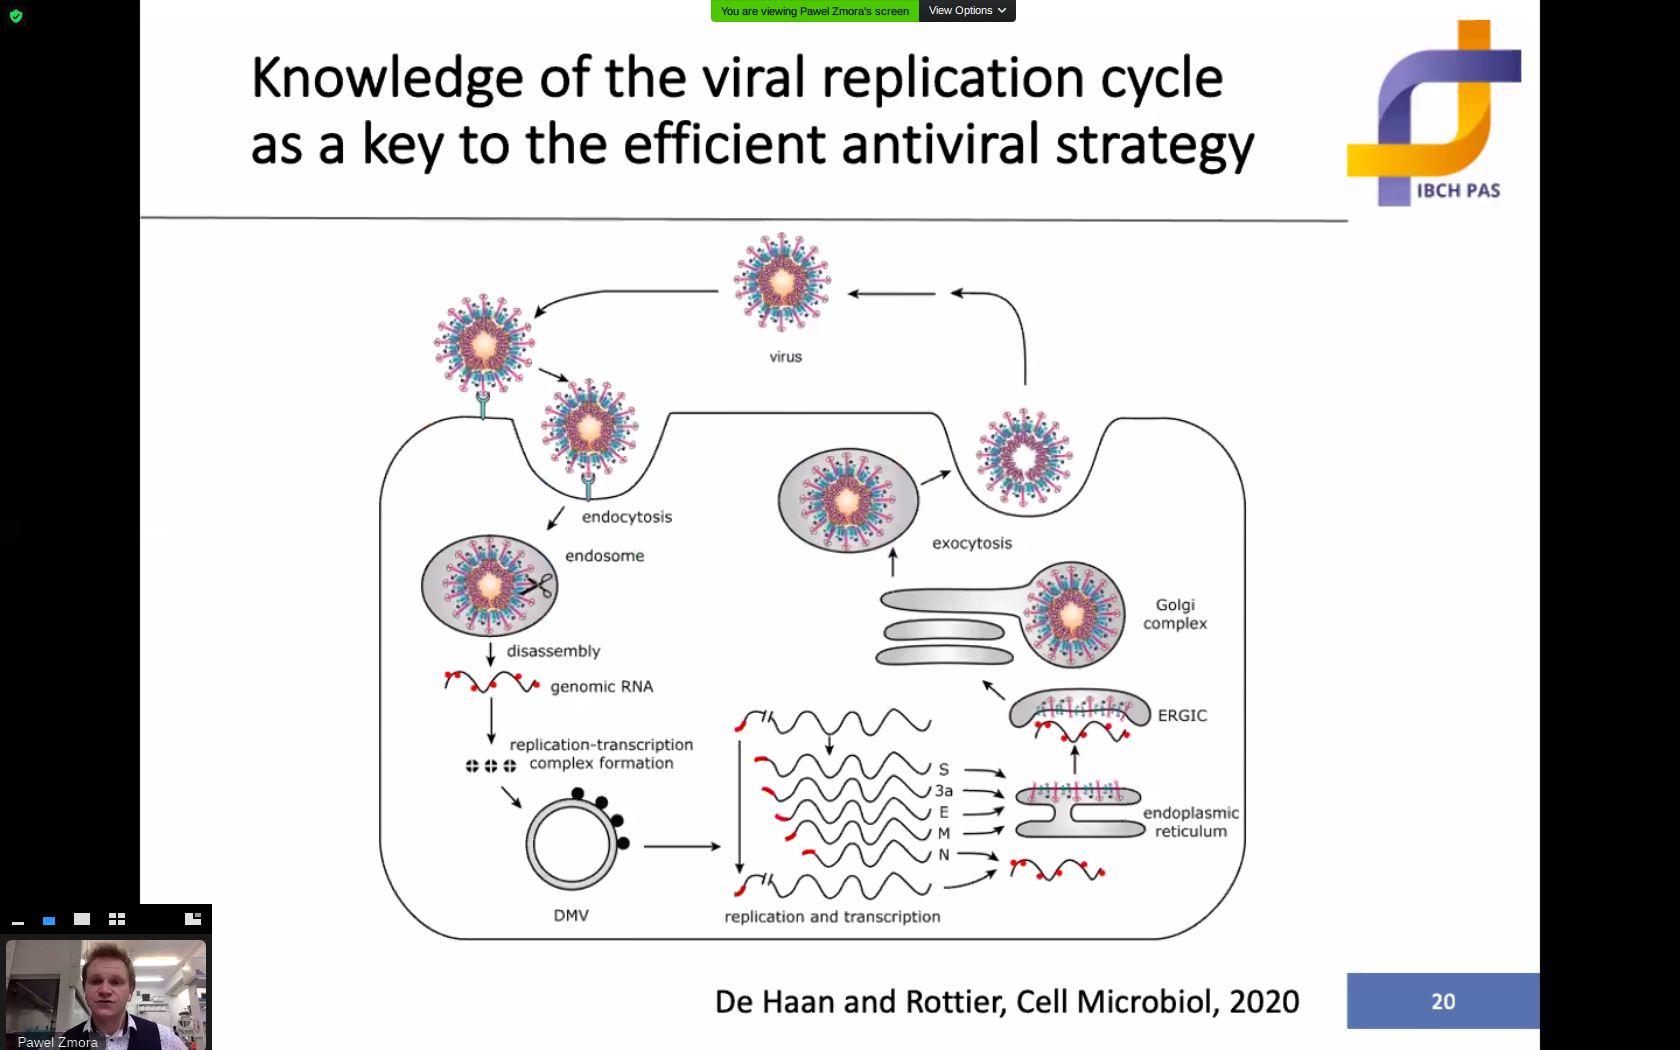 You are viewing Pawel Zmora's screen
View Options
Knowledge of the viral replication cycle
as a key to the efficient antiviral strategy
IBCH PAS
virus
endocytosis
endosome
disassembly
genomic RNA
replication-transcription
complex formation
DMV
exocytosis
Golgi
complex
ERGIC
S
3a
E
M
N
endoplasmic
reticulum
replication and transcription
De Haan and Rottier, Cell Microbiol, 2020
20
Pawel Zmora